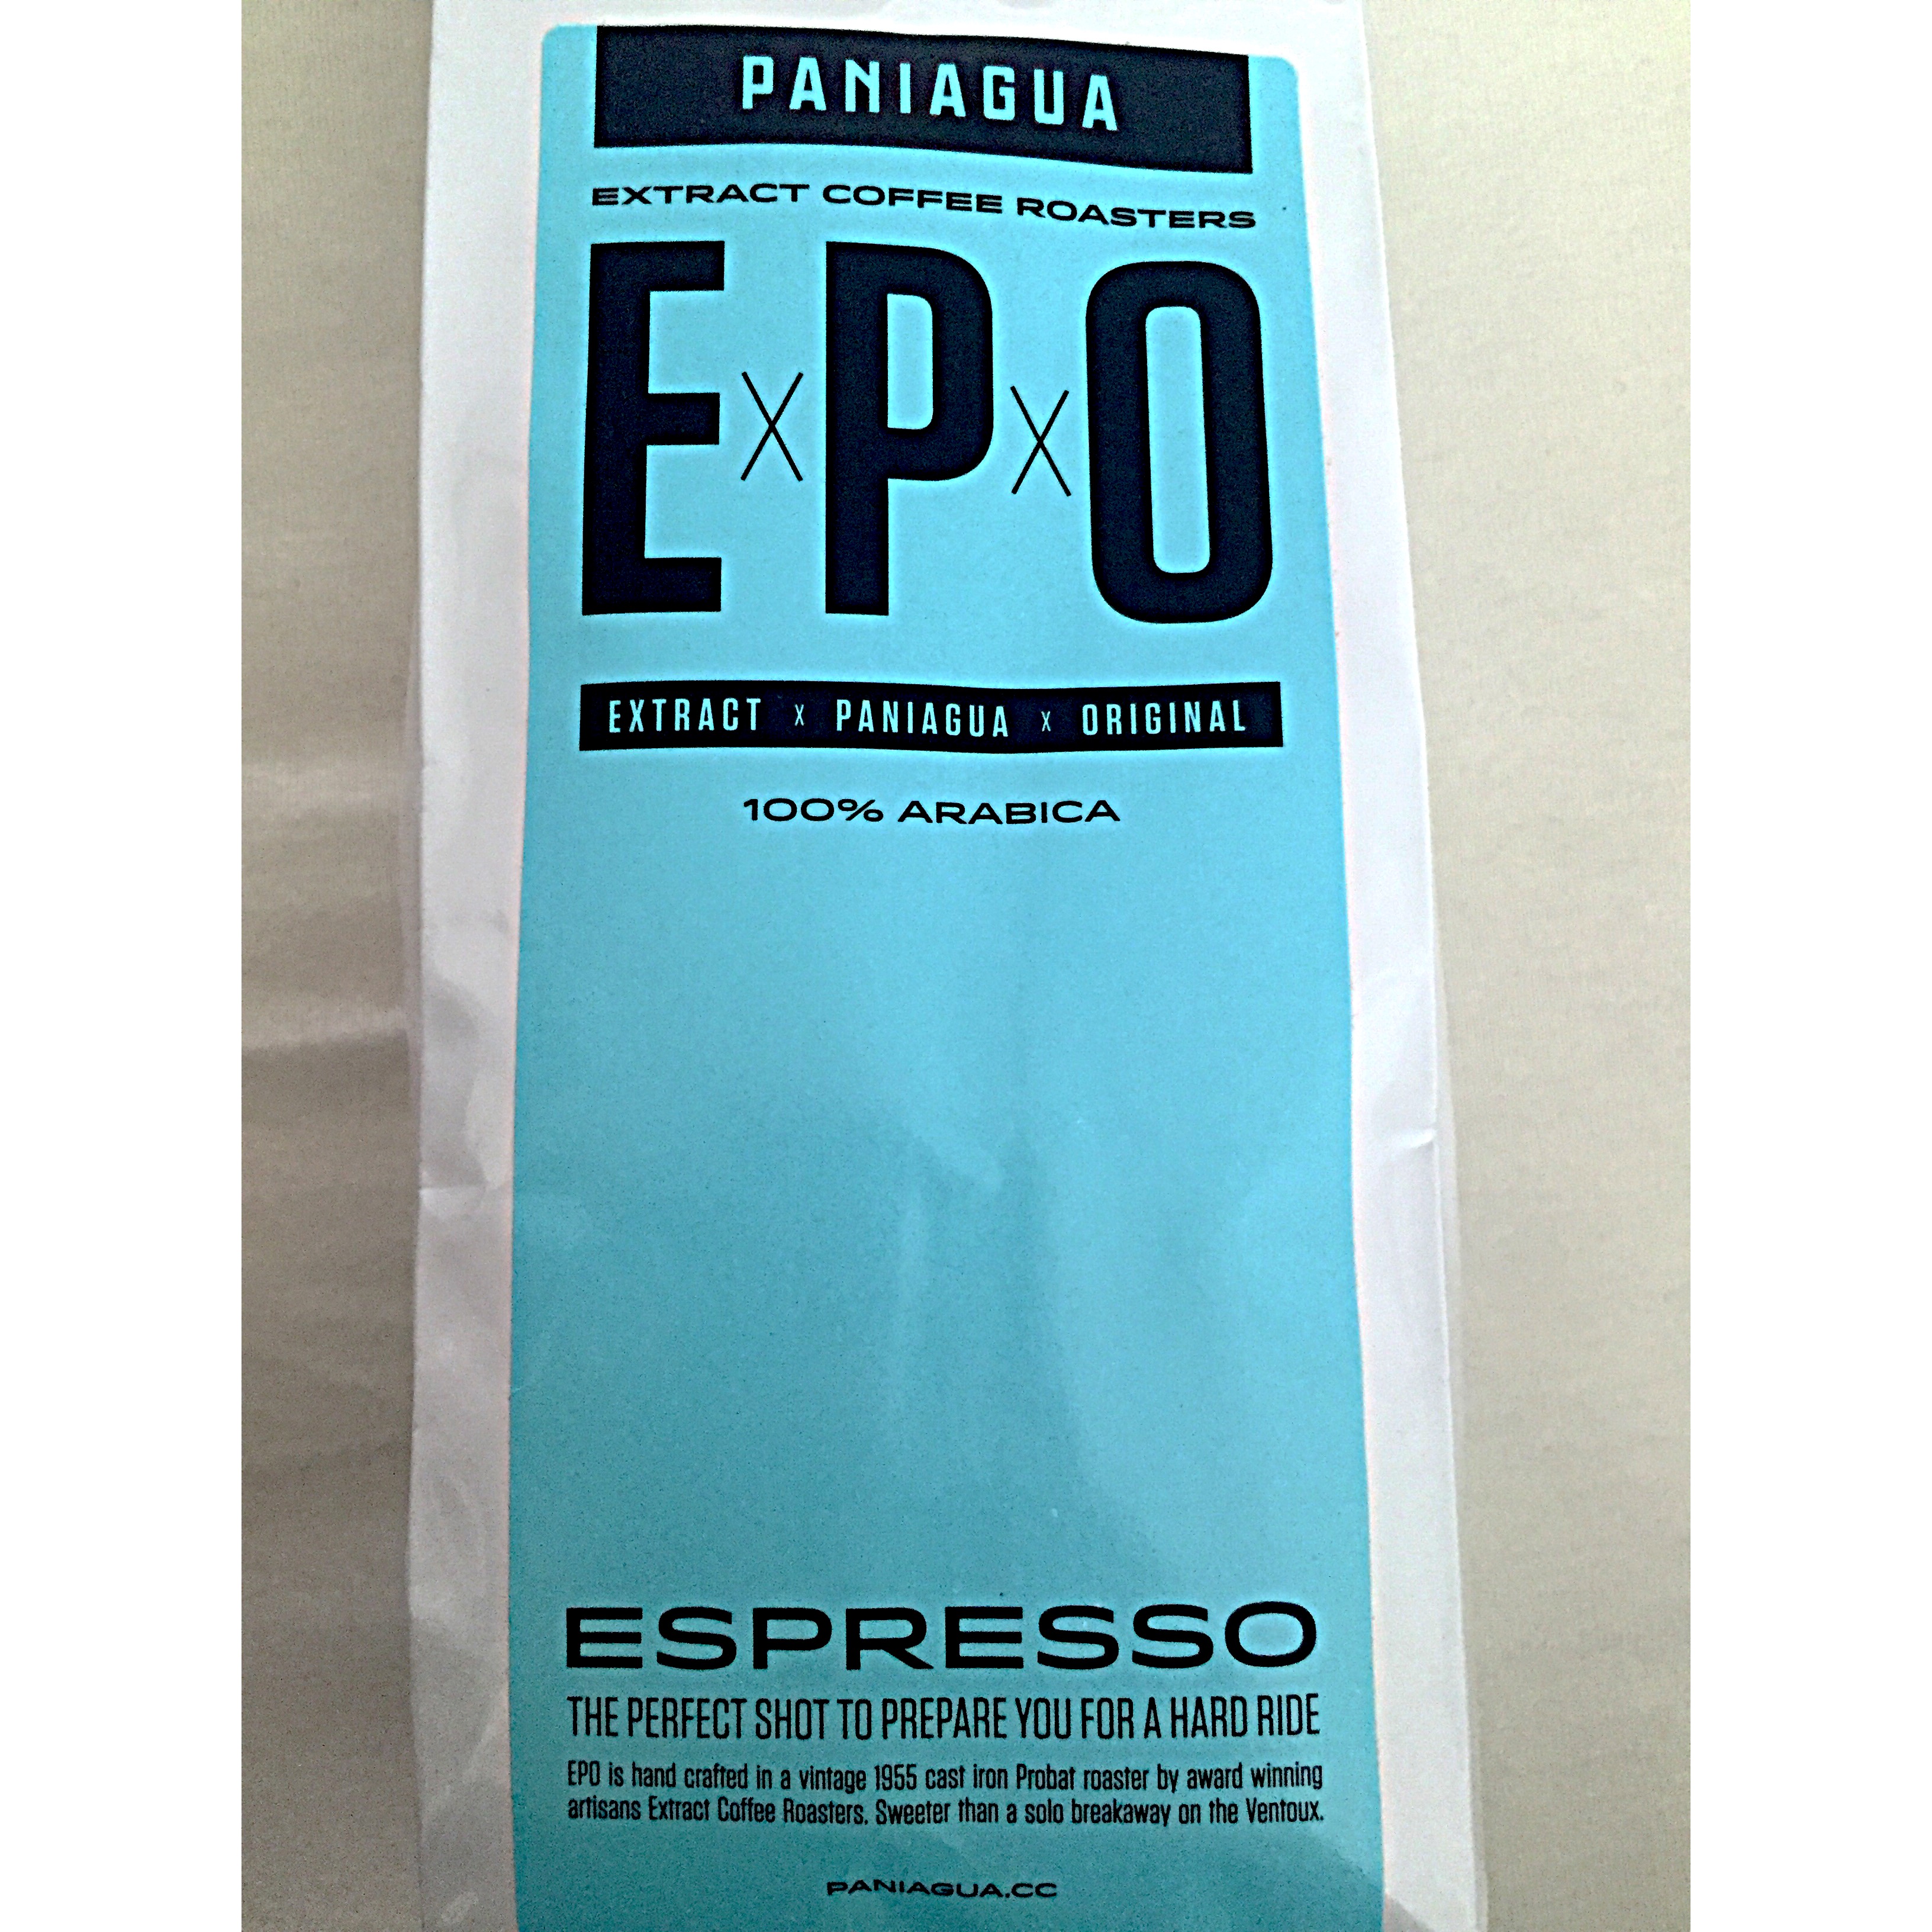 PANIAGUA
EXTRACT COFFEE ROASTERS
E X P X O
EXTRACT X PANIAGUA X ORIGINAL
100% ARABICA
ESPRESSO
THE PERFECT SHOT TO PREPARE YOU FOR A HARD RIDE
EPO is hand crafted in a vintage 1955 cast iron Probat roaster by award winning
artisans Extract Coffee Roasters. Sweeter than a solo breakaway on the Ventoux.
PANIAGUA.CC